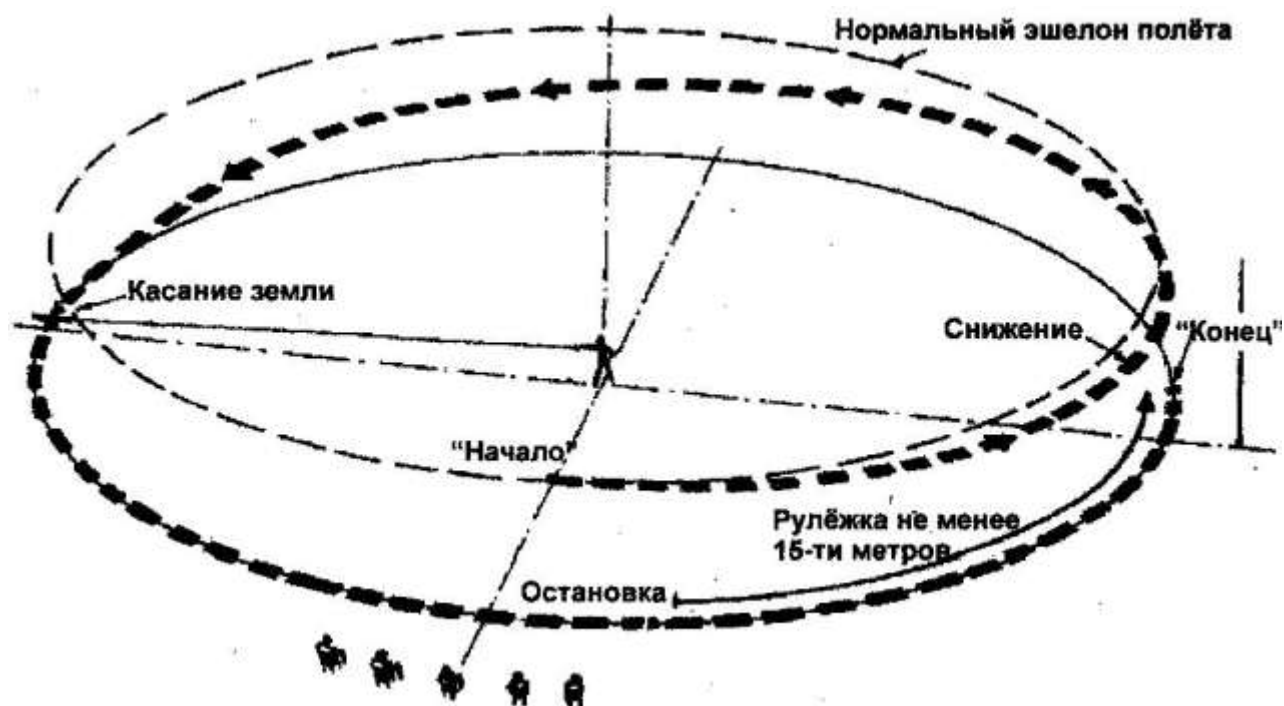 Нормальный эшелон полёта
Касание земли
Снижение
“Конец”
“Начало”
Рулёжка не менее
15-ти метров
Остановка